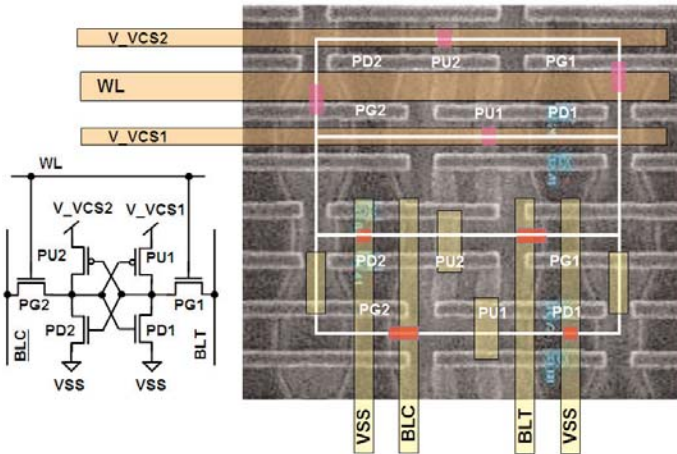 V_VCS2
PD2 PU2 PG1
WL
PG2 PU1 PD1
V_VCS1
WL
V_VCS2 V_VCS1
PU2 PU1
PG2 PG1
PD2 PD1
BLC BLT
VSS VSS
PD2 PU2 PG1
PG2 PU1 PD1
VSS BLC BLT VSS